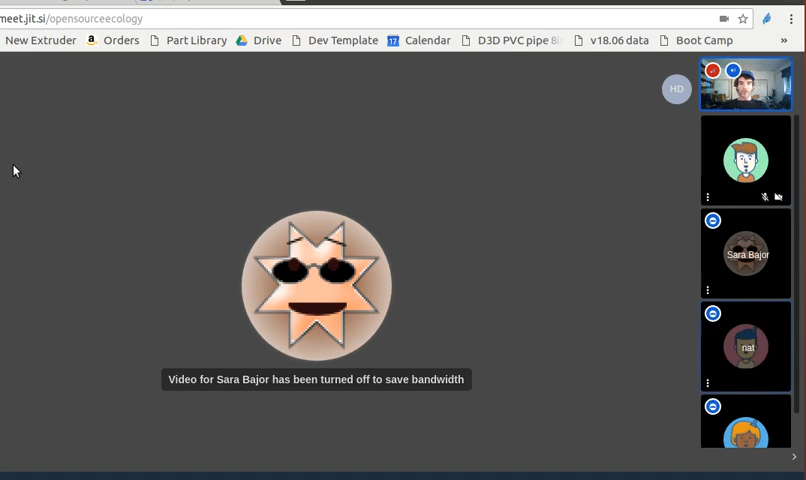 meet.jit.si/opensourceecology
New Extruder
Orders
Part Library
Drive
Dev Template
17
Calendar
D3D PVC pipe 8i
v18.06 data
Boot Camp
»
HD
Sara Bajor
nat
Video for Sara Bajor has been turned off to save bandwidth